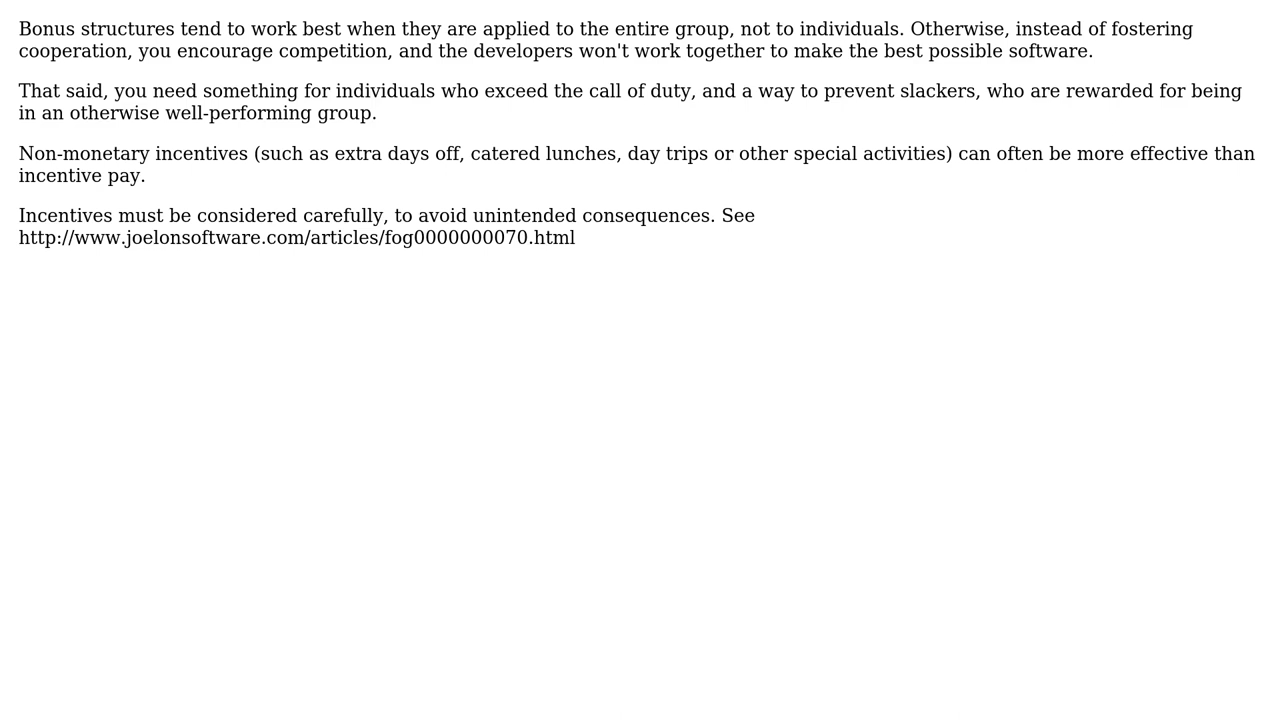 Bonus structures tend to work best when they are applied to the entire group, not to individuals. Otherwise, instead of fostering
cooperation, you encourage competition, and the developers won't work together to make the best possible software.
That said, you need something for individuals who exceed the call of duty, and a way to prevent slackers, who are rewarded for being
in an otherwise well-performing group.
Non-monetary incentives (such as extra days off, catered lunches, day trips or other special activities) can often be more effective than
incentive pay.
Incentives must be considered carefully, to avoid unintended consequences. See
http://www.joelonsoftware.com/articles/fog0000000070.html